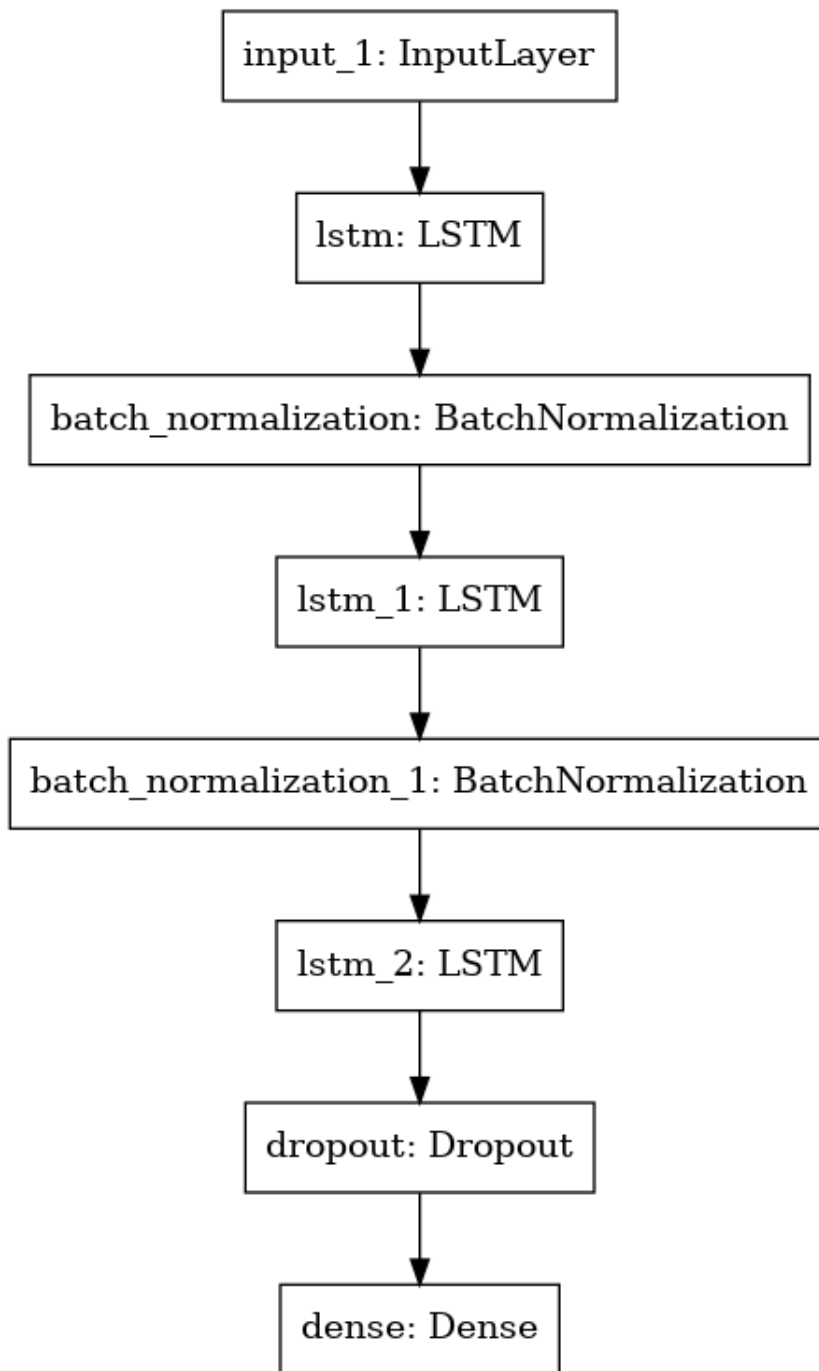 input_1: InputLayer
lstm: LSTM
batch_normalization: BatchNormalization
lstm_1: LSTM
batch_normalization_1: BatchNormalization
lstm_2: LSTM
dropout: Dropout
dense: Dense